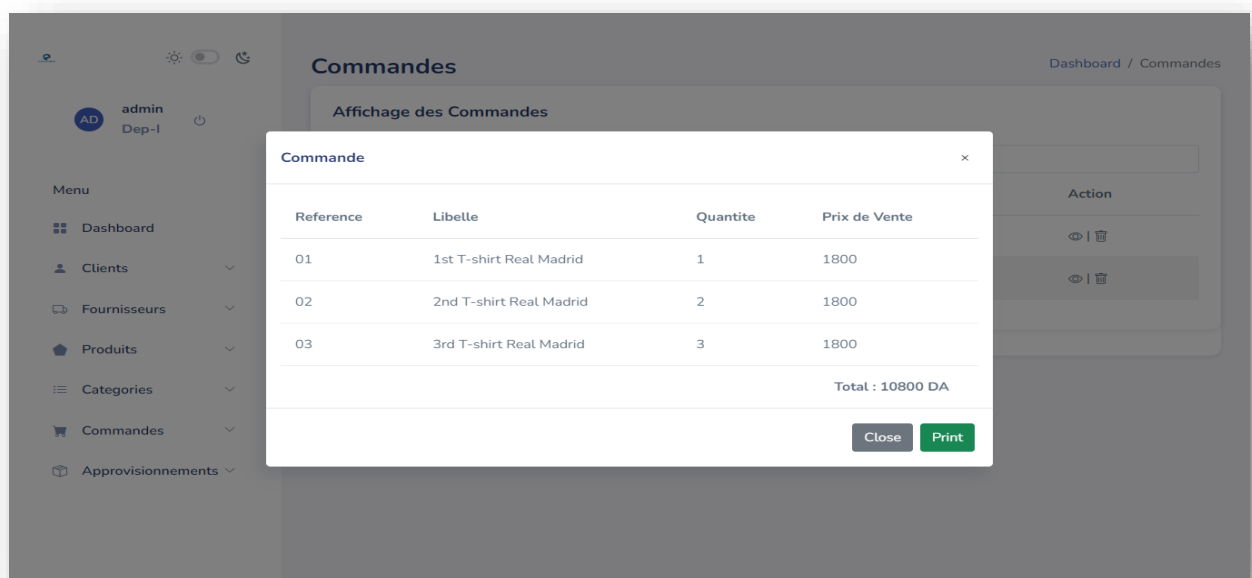 Commandes
Dashboard / Commandes
AD
admin
Dep-I
Affichage des Commandes
Menu
Dashboard
Clients
Fournisseurs
Produits
Categories
Commandes
Approvisionnements
Action
|
|
Commande ×
Reference Libelle Quantite Prix de Vente
01 1st T-shirt Real Madrid 1 1800
02 2nd T-shirt Real Madrid 2 1800
03 3rd T-shirt Real Madrid 3 1800
Total : 10800 DA
Close Print